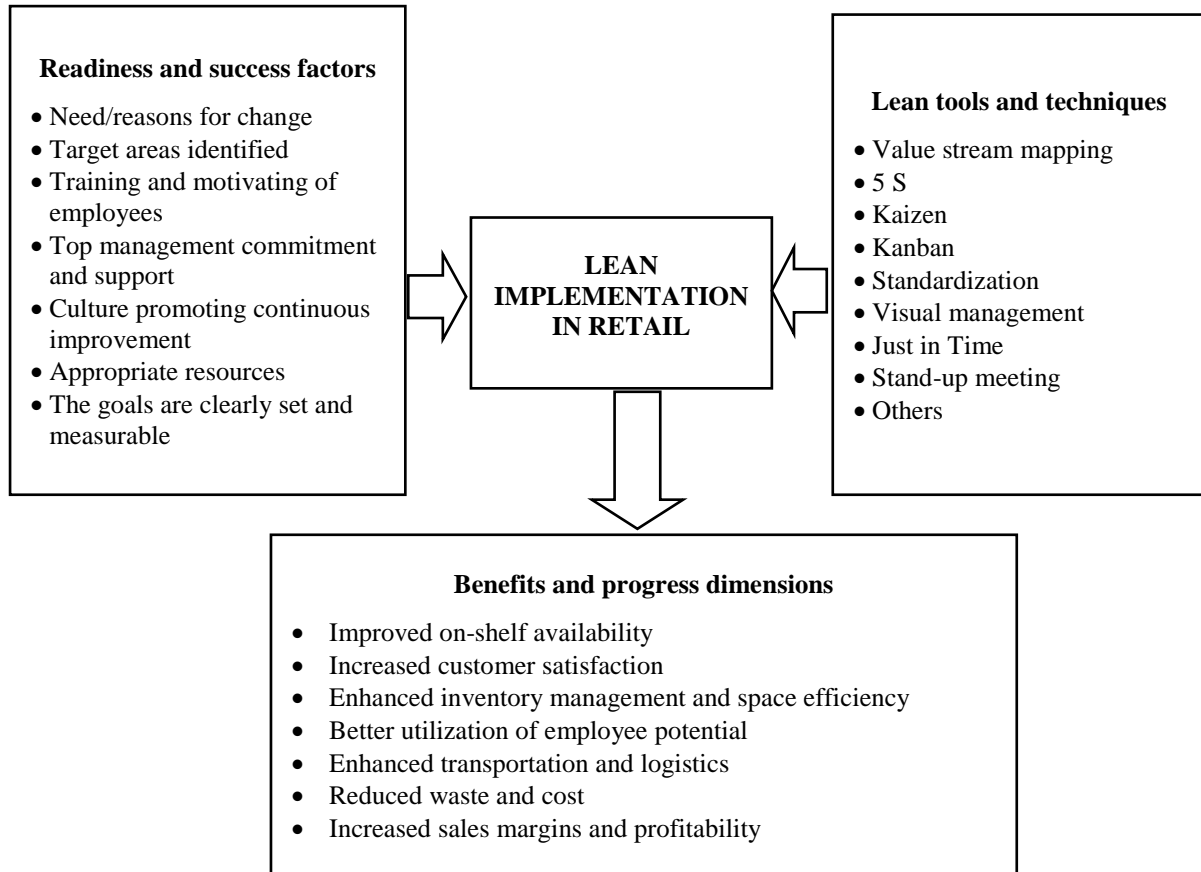 Readiness and success factors
• Need/reasons for change
• Target areas identified
• Training and motivating of
employees
• Top management commitment
and support
• Culture promoting continuous
improvement
• Appropriate resources
• The goals are clearly set and
measurable
LEAN
IMPLEMENTATION
IN RETAIL
Lean tools and techniques
• Value stream mapping
• 5 S
• Kaizen
• Kanban
• Standardization
• Visual management
• Just in Time
• Stand-up meeting
• Others
Benefits and progress dimensions
• Improved on-shelf availability
• Increased customer satisfaction
• Enhanced inventory management and space efficiency
• Better utilization of employee potential
• Enhanced transportation and logistics
• Reduced waste and cost
• Increased sales margins and profitability